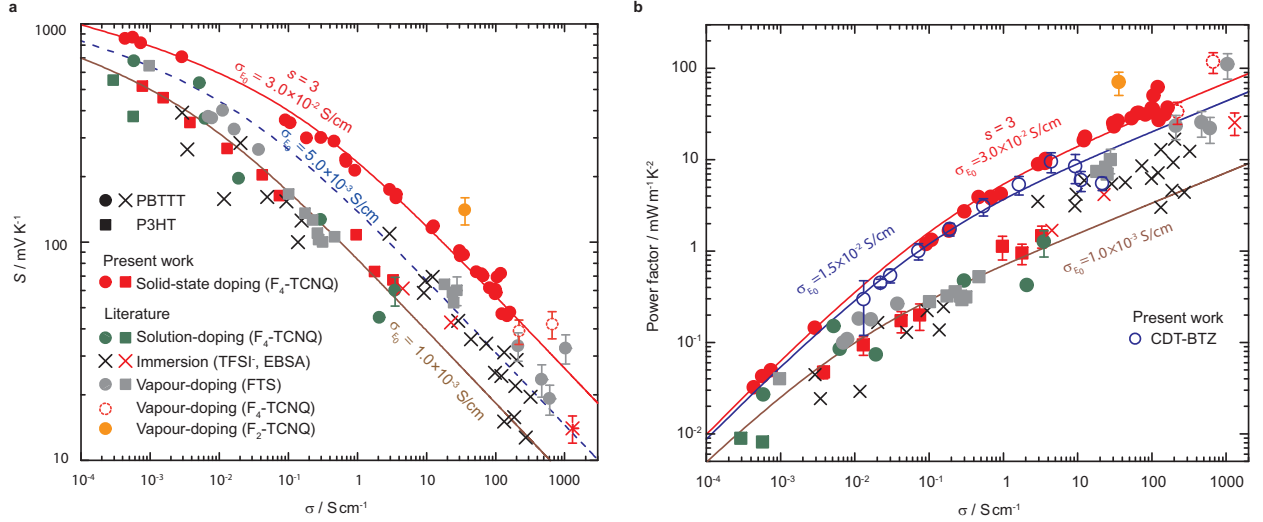 a
1000
100
10
S / mV K⁻¹
10⁻⁴
10⁻³
10⁻²
10⁻¹
1
10
100
1000
σ / S cm⁻¹
s = 3
σ_E₀ = 3.0×10⁻² S/cm
σ_E₀ = 5.0×10⁻³ S/cm
σ_E₀ = 1.0×10⁻³ S/cm
PBTTT
P3HT
Present work
Solid-state doping (F₄-TCNQ)
Literature
Solution-doping (F₄-TCNQ)
Immersion (TFSI⁻, EBSA)
Vapour-doping (FTS)
Vapour-doping (F₄-TCNQ)
Vapour-doping (F₂-TCNQ)
b
100
10
1
10⁻¹
10⁻²
Power factor / mW m⁻¹ K⁻²
10⁻⁴
10⁻³
10⁻²
10⁻¹
1
10
100
1000
σ / S cm⁻¹
s = 3
σ_E₀ = 3.0×10⁻² S/cm
σ_E₀ = 1.5×10⁻² S/cm
σ_E₀ = 1.0×10⁻³ S/cm
Present work
CDT-BTZ